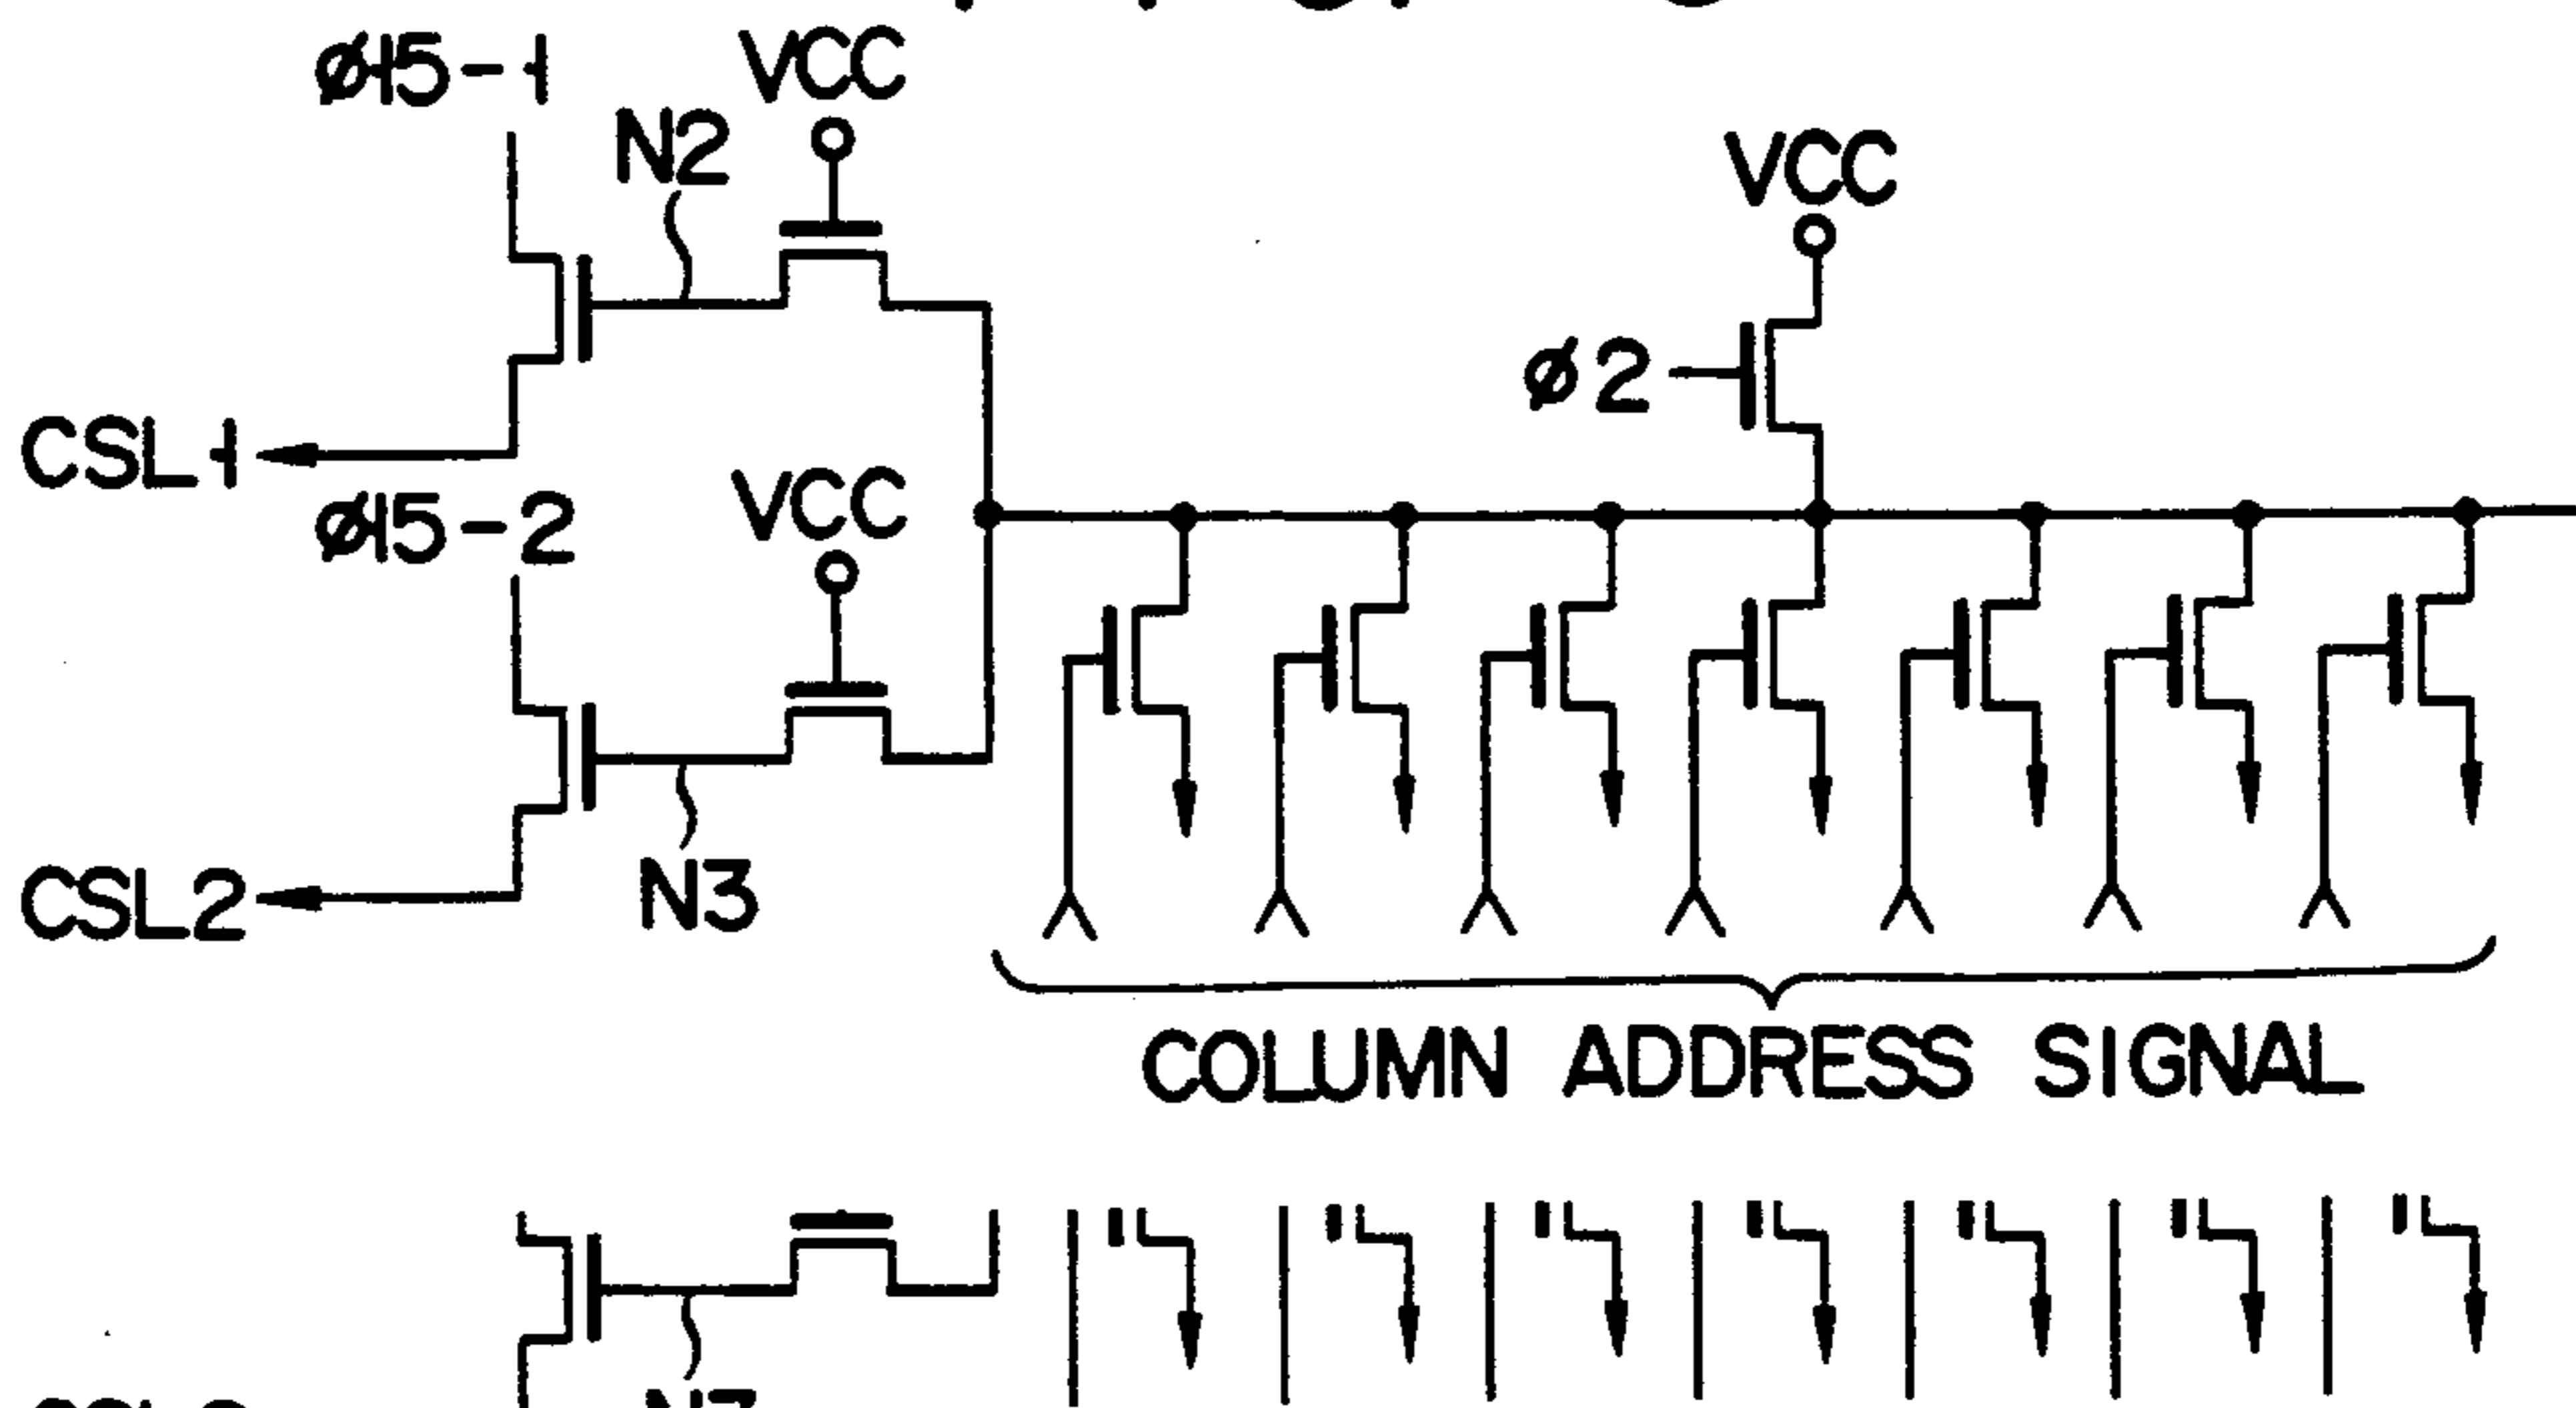 ø15-1
VCC
N2
VCC
ø2
CSL1
ø15-2
VCC
CSL2
N3
COLUMN ADDRESS SIGNAL